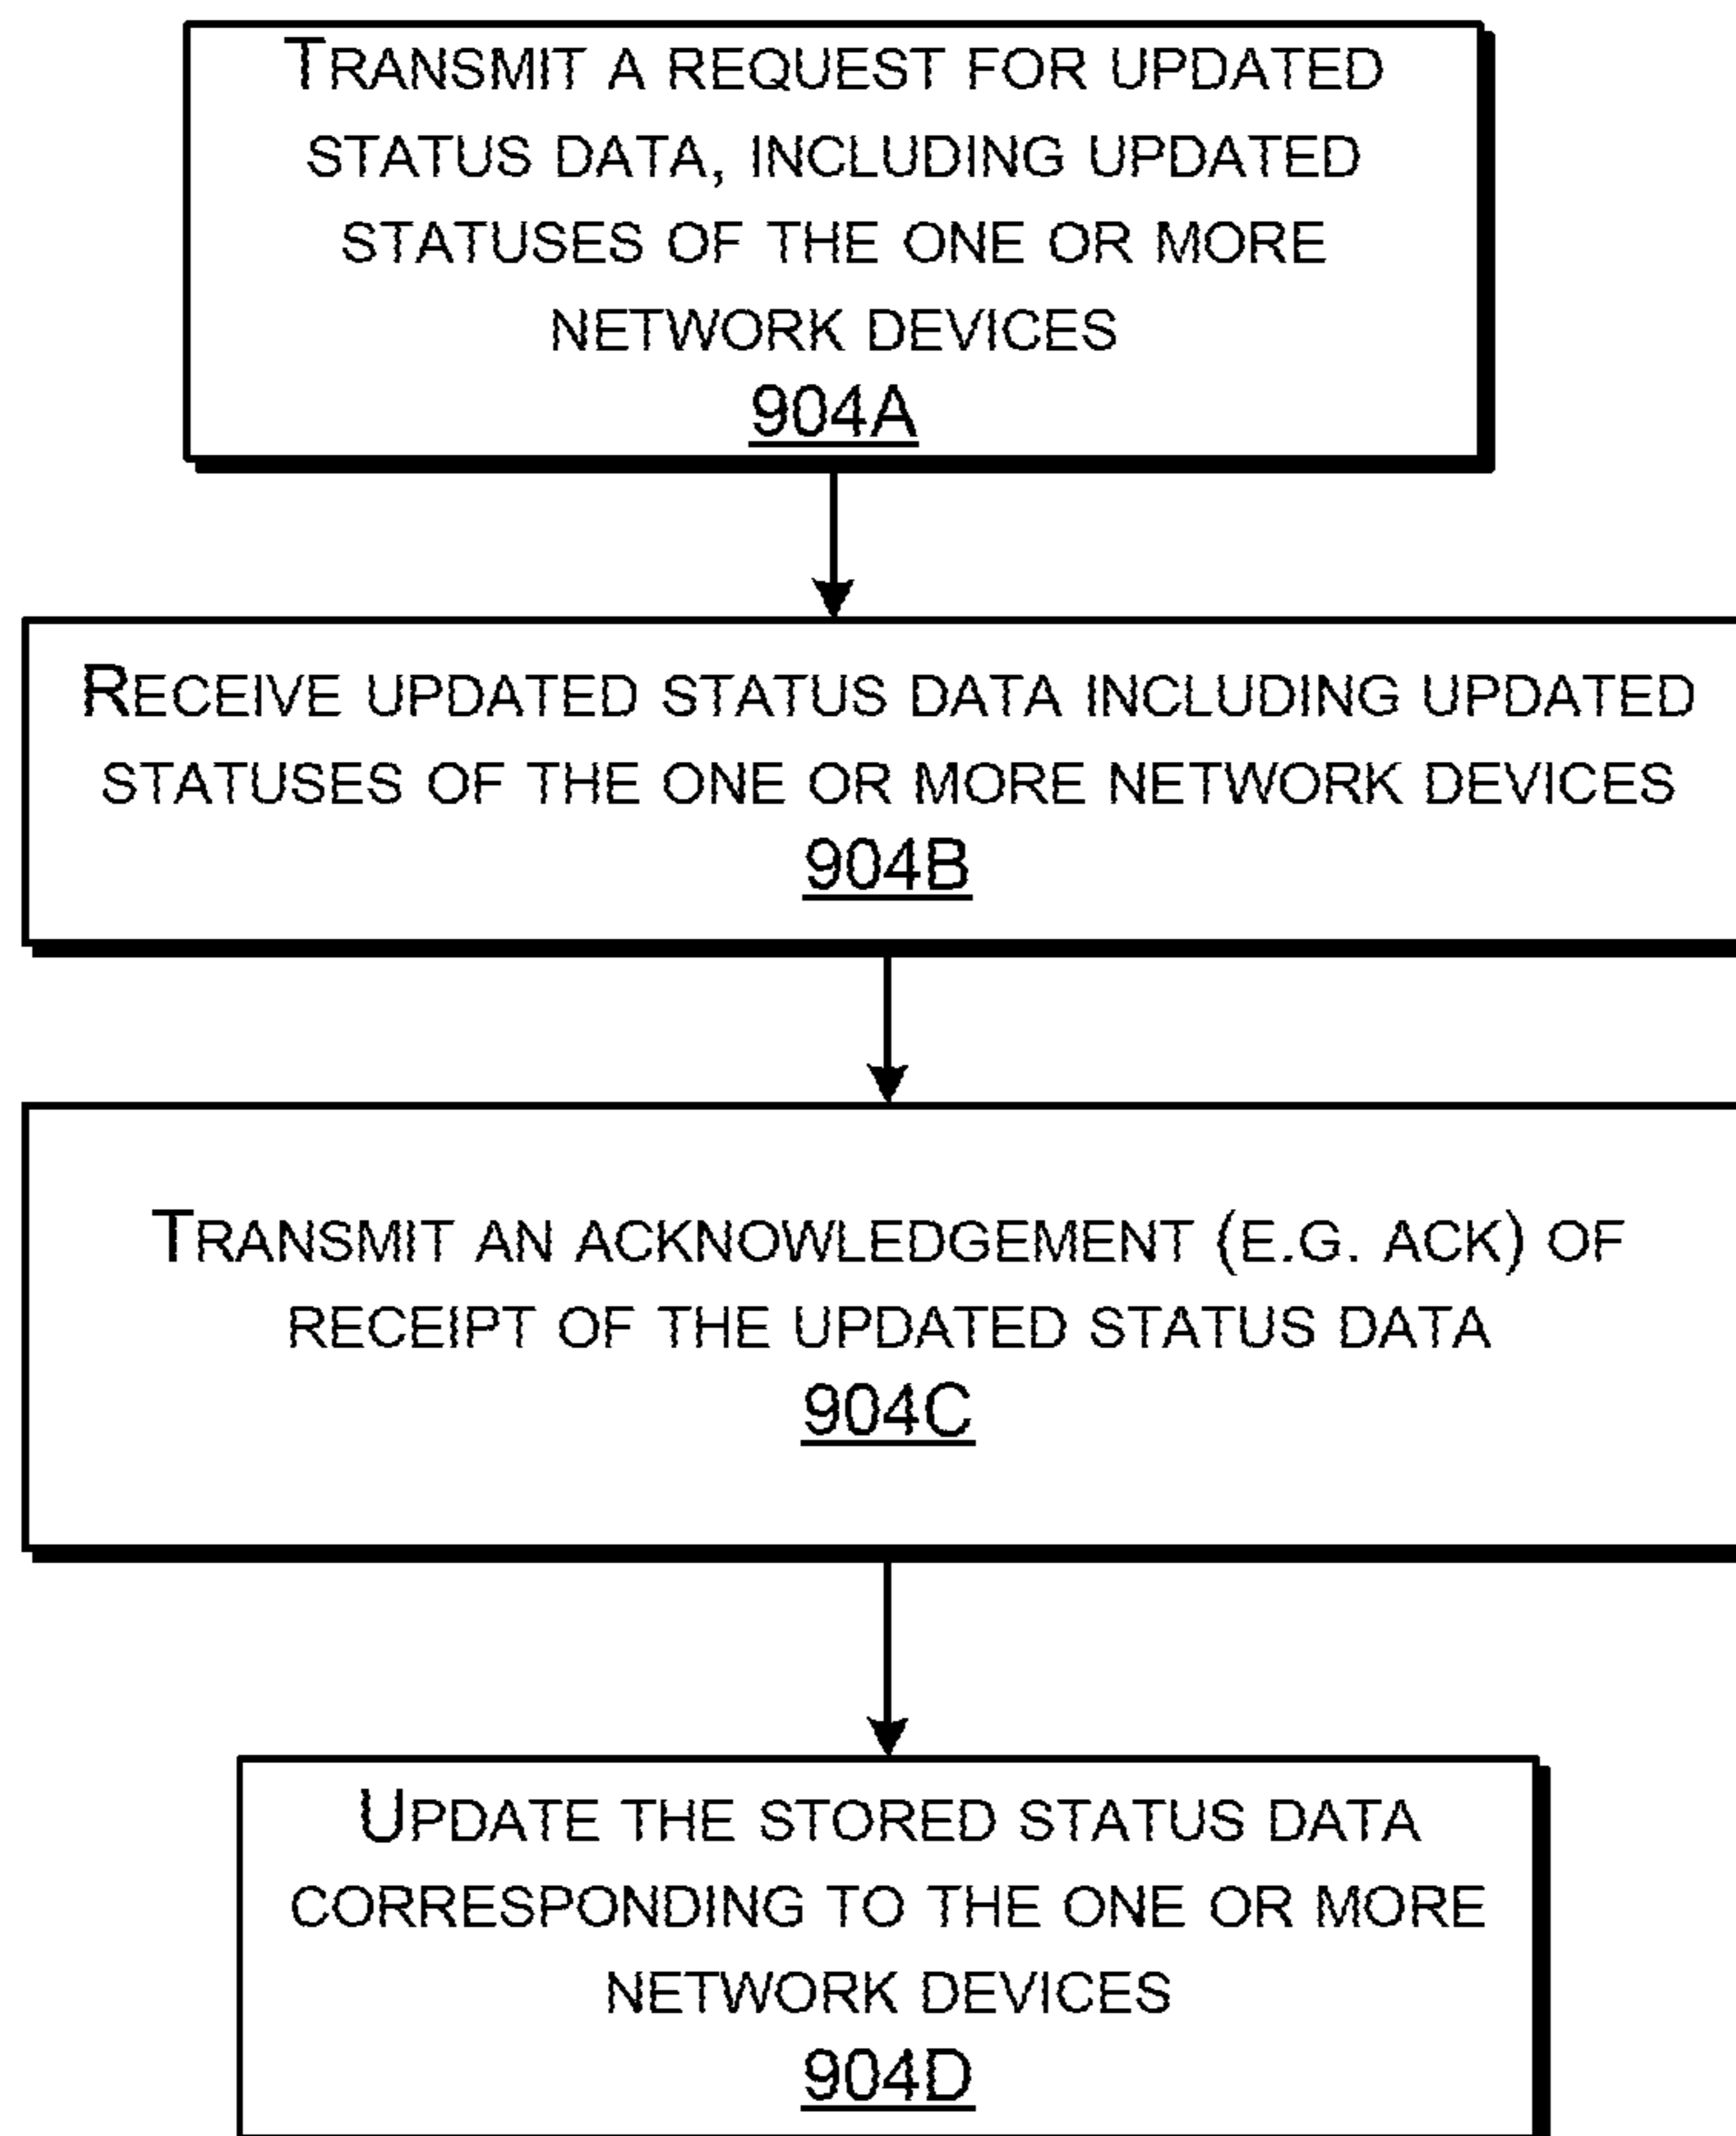 TRANSMIT A REQUEST FOR UPDATED
STATUS DATA, INCLUDING UPDATED
STATUSES OF THE ONE OR MORE
NETWORK DEVICES
904A
RECEIVE UPDATED STATUS DATA INCLUDING UPDATED
STATUSES OF THE ONE OR MORE NETWORK DEVICES
904B
TRANSMIT AN ACKNOWLEDGEMENT (E.G. ACK) OF
RECEIPT OF THE UPDATED STATUS DATA
904C
UPDATE THE STORED STATUS DATA
CORRESPONDING TO THE ONE OR MORE
NETWORK DEVICES
904D